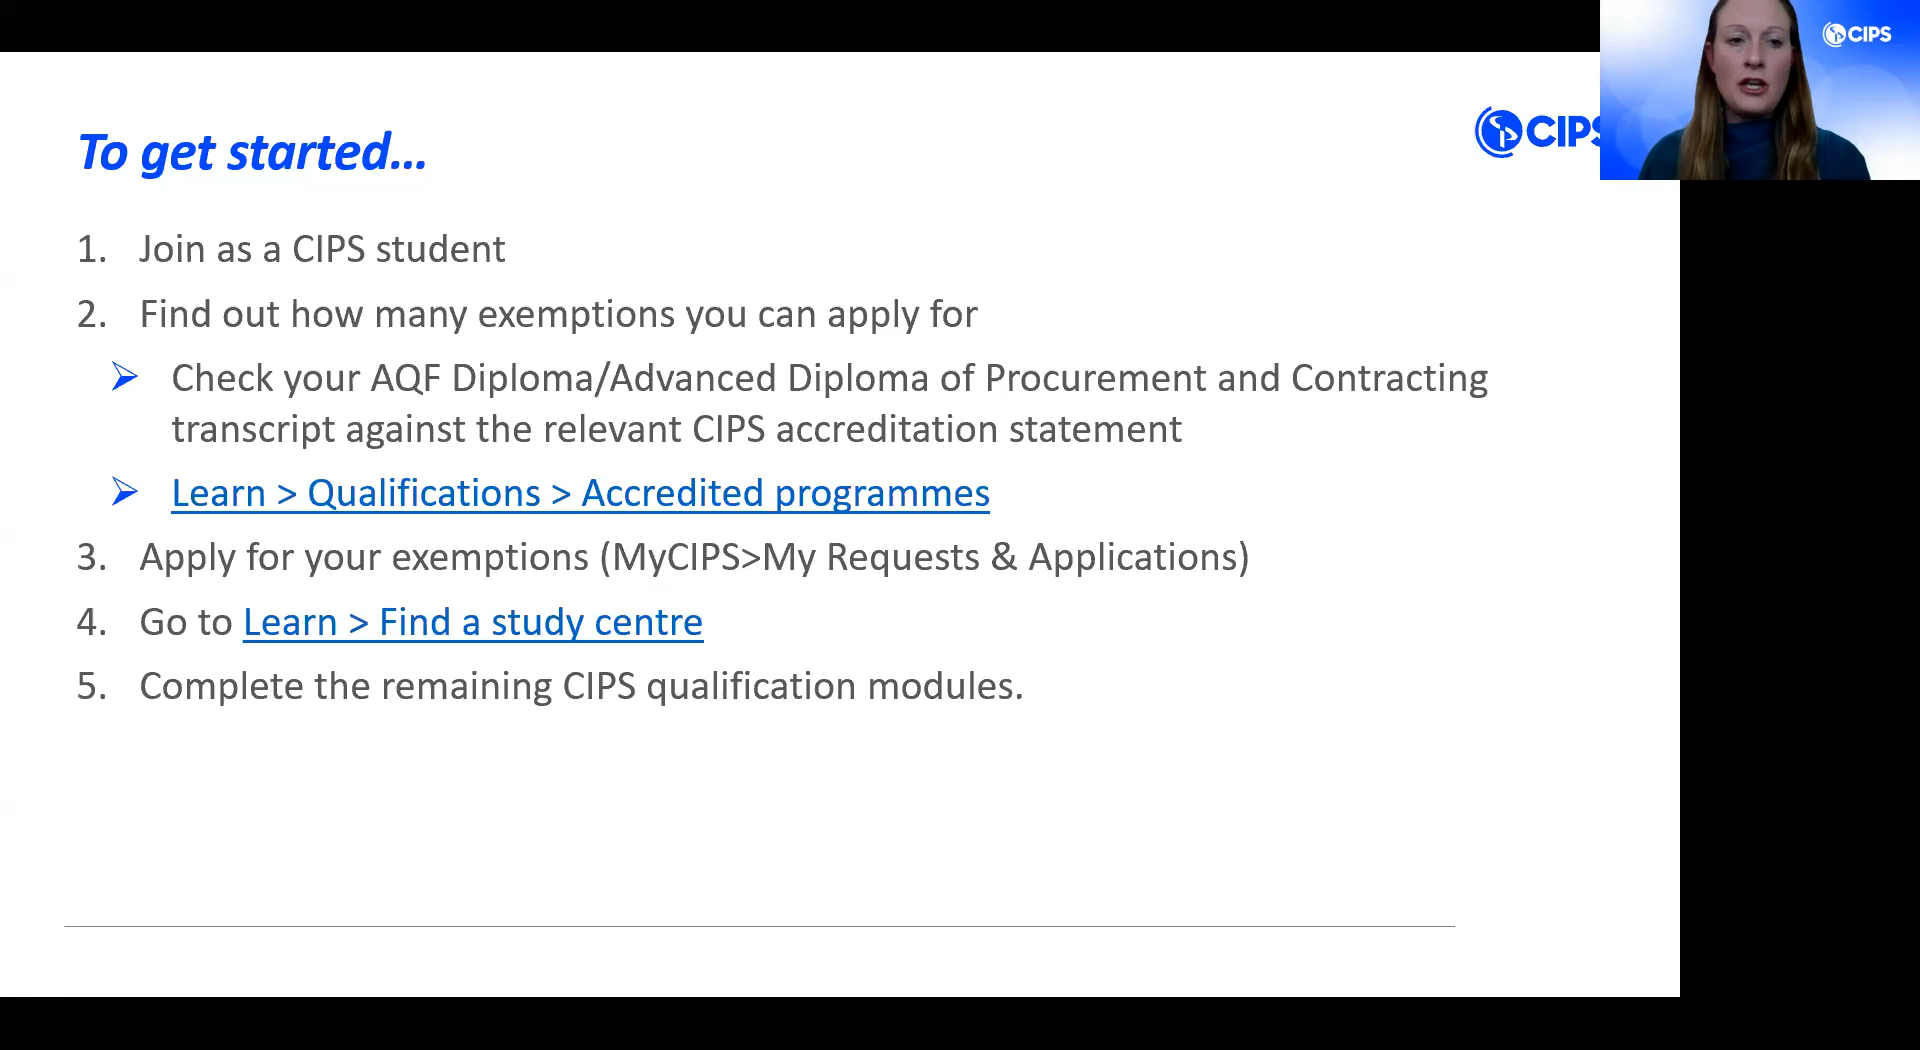 CIPS
To get started...
CIPS
1. Join as a CIPS student
2. Find out how many exemptions you can apply for
Check your AQF Diploma/Advanced Diploma of Procurement and Contracting
transcript against the relevant CIPS accreditation statement
Learn > Qualifications > Accredited programmes
3. Apply for your exemptions (MyCIPS>My Requests & Applications)
4. Go to Learn > Find a study centre
5. Complete the remaining CIPS qualification modules.